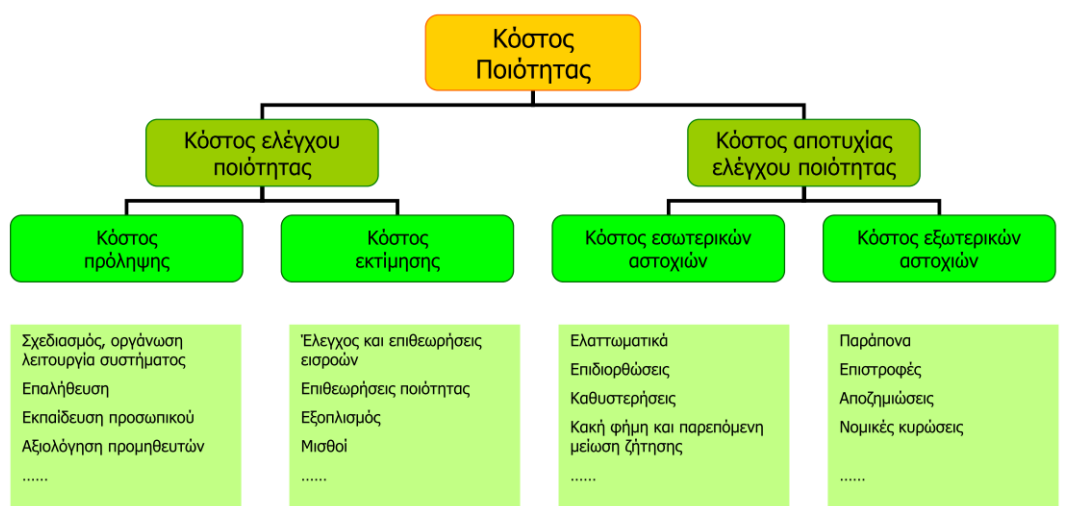 Κόστος
Ποιότητας
Κόστος ελέγχου
ποιότητας
Κόστος αποτυχίας
ελέγχου ποιότητας
Κόστος
πρόληψης
Κόστος
εκτίμησης
Κόστος εσωτερικών
αστοχιών
Κόστος εξωτερικών
αστοχιών
Σχεδιασμός, οργάνωση
λειτουργία συστήματος
Επαλήθευση
Εκπαίδευση προσωπικού
Αξιολόγηση προμηθευτών
......
Έλεγχος και επιθεωρήσεις
εισροών
Επιθεωρήσεις ποιότητας
Εξοπλισμός
Μισθοί
......
Ελαττωματικά
Επιδιορθώσεις
Καθυστερήσεις
Κακή φήμη και παρεπόμενη
μείωση ζήτησης
......
Παράπονα
Επιστροφές
Αποζημιώσεις
Νομικές κυρώσεις
......